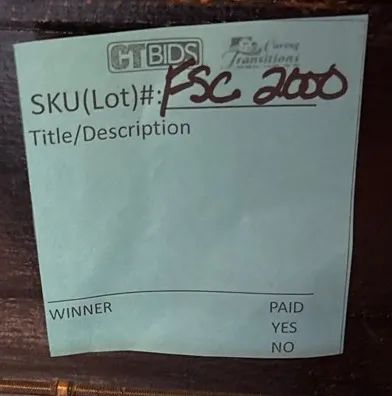 CTBIDS Caring Transitions
SKU(Lot)#: FSC 2000
Title/Description
WINNER PAID
YES
NO